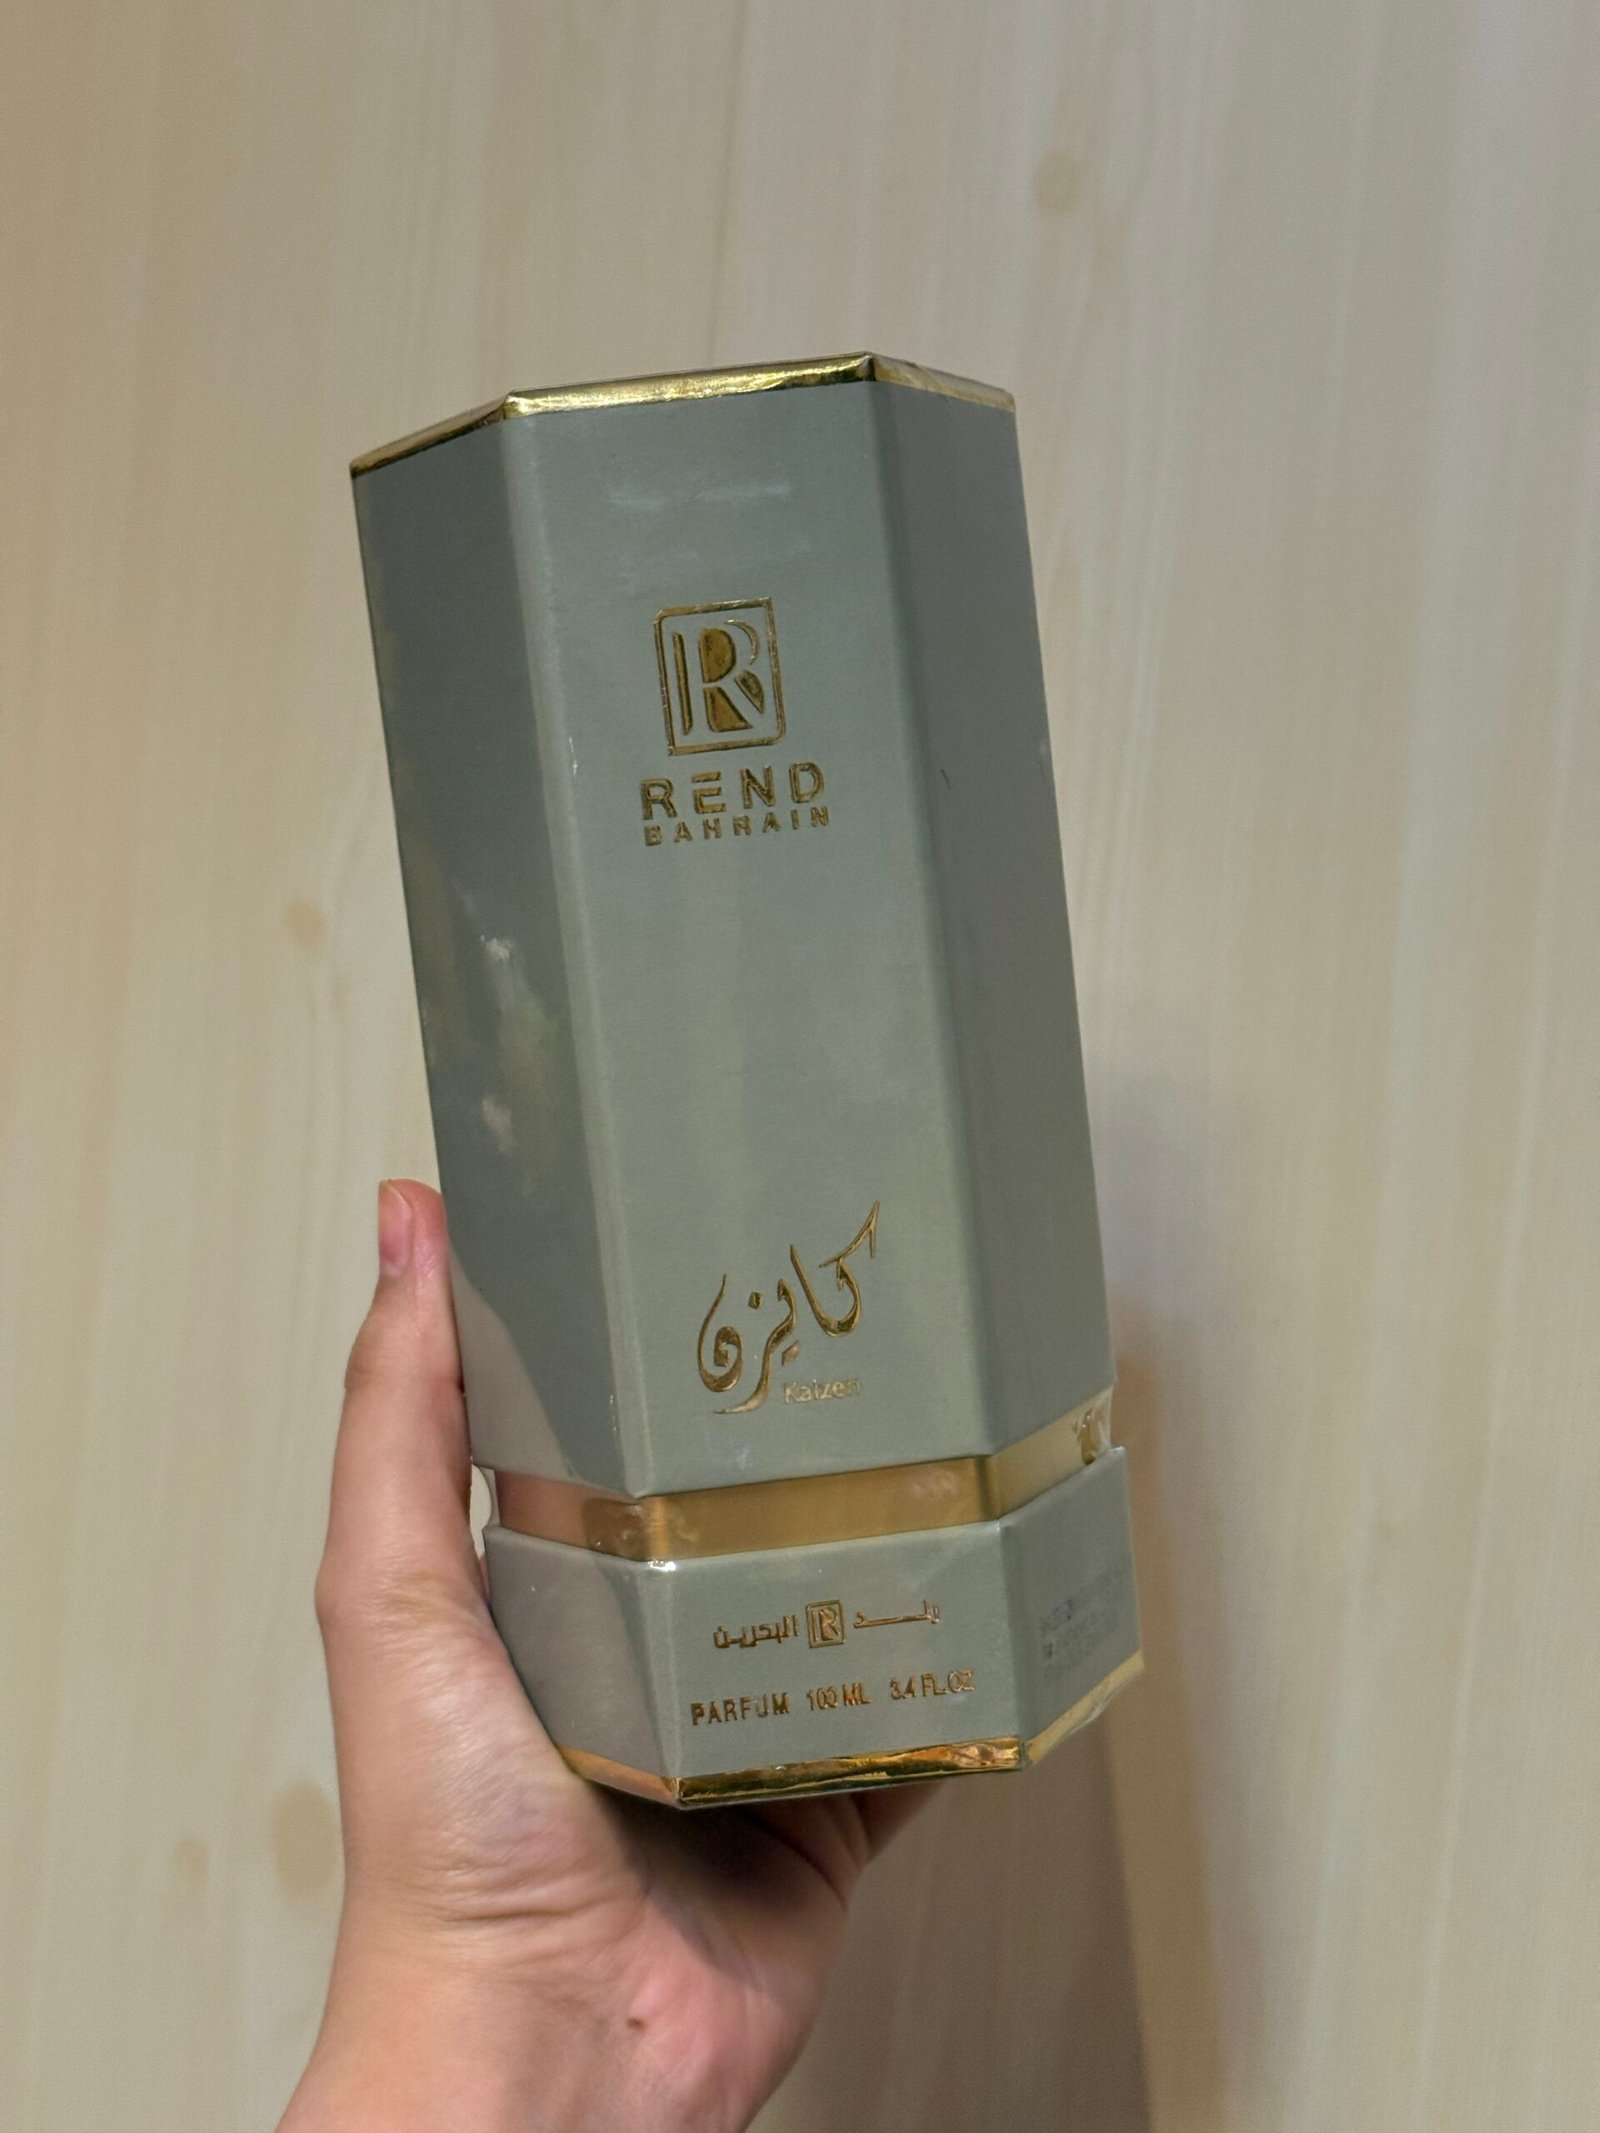 R
REND
BAHRAIN
كايزن
Kaizen
رند R البحرين
PARFUM 100 ML 3.4 FL.OZ